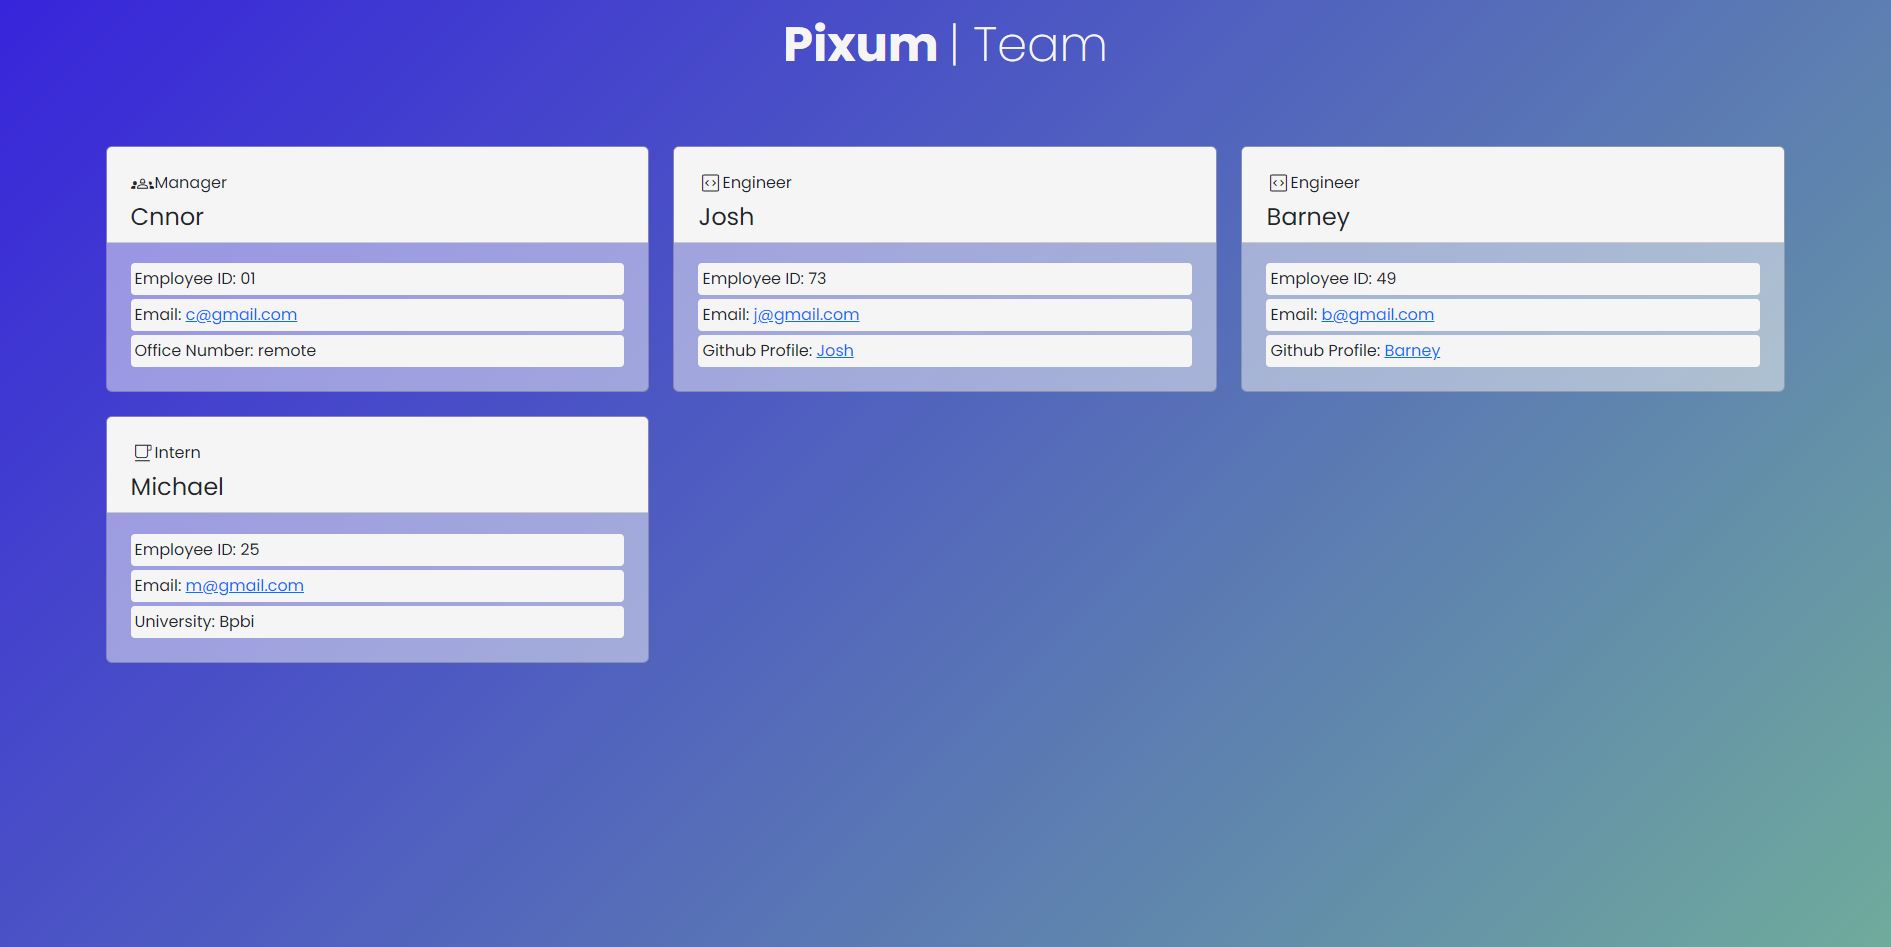 Pixum | Team
Manager
Cnnor
Employee ID: 01
Email: c@gmail.com
Office Number: remote
Engineer
Josh
Employee ID: 73
Email: j@gmail.com
Github Profile: Josh
Engineer
Barney
Employee ID: 49
Email: b@gmail.com
Github Profile: Barney
Intern
Michael
Employee ID: 25
Email: m@gmail.com
University: Bpbi